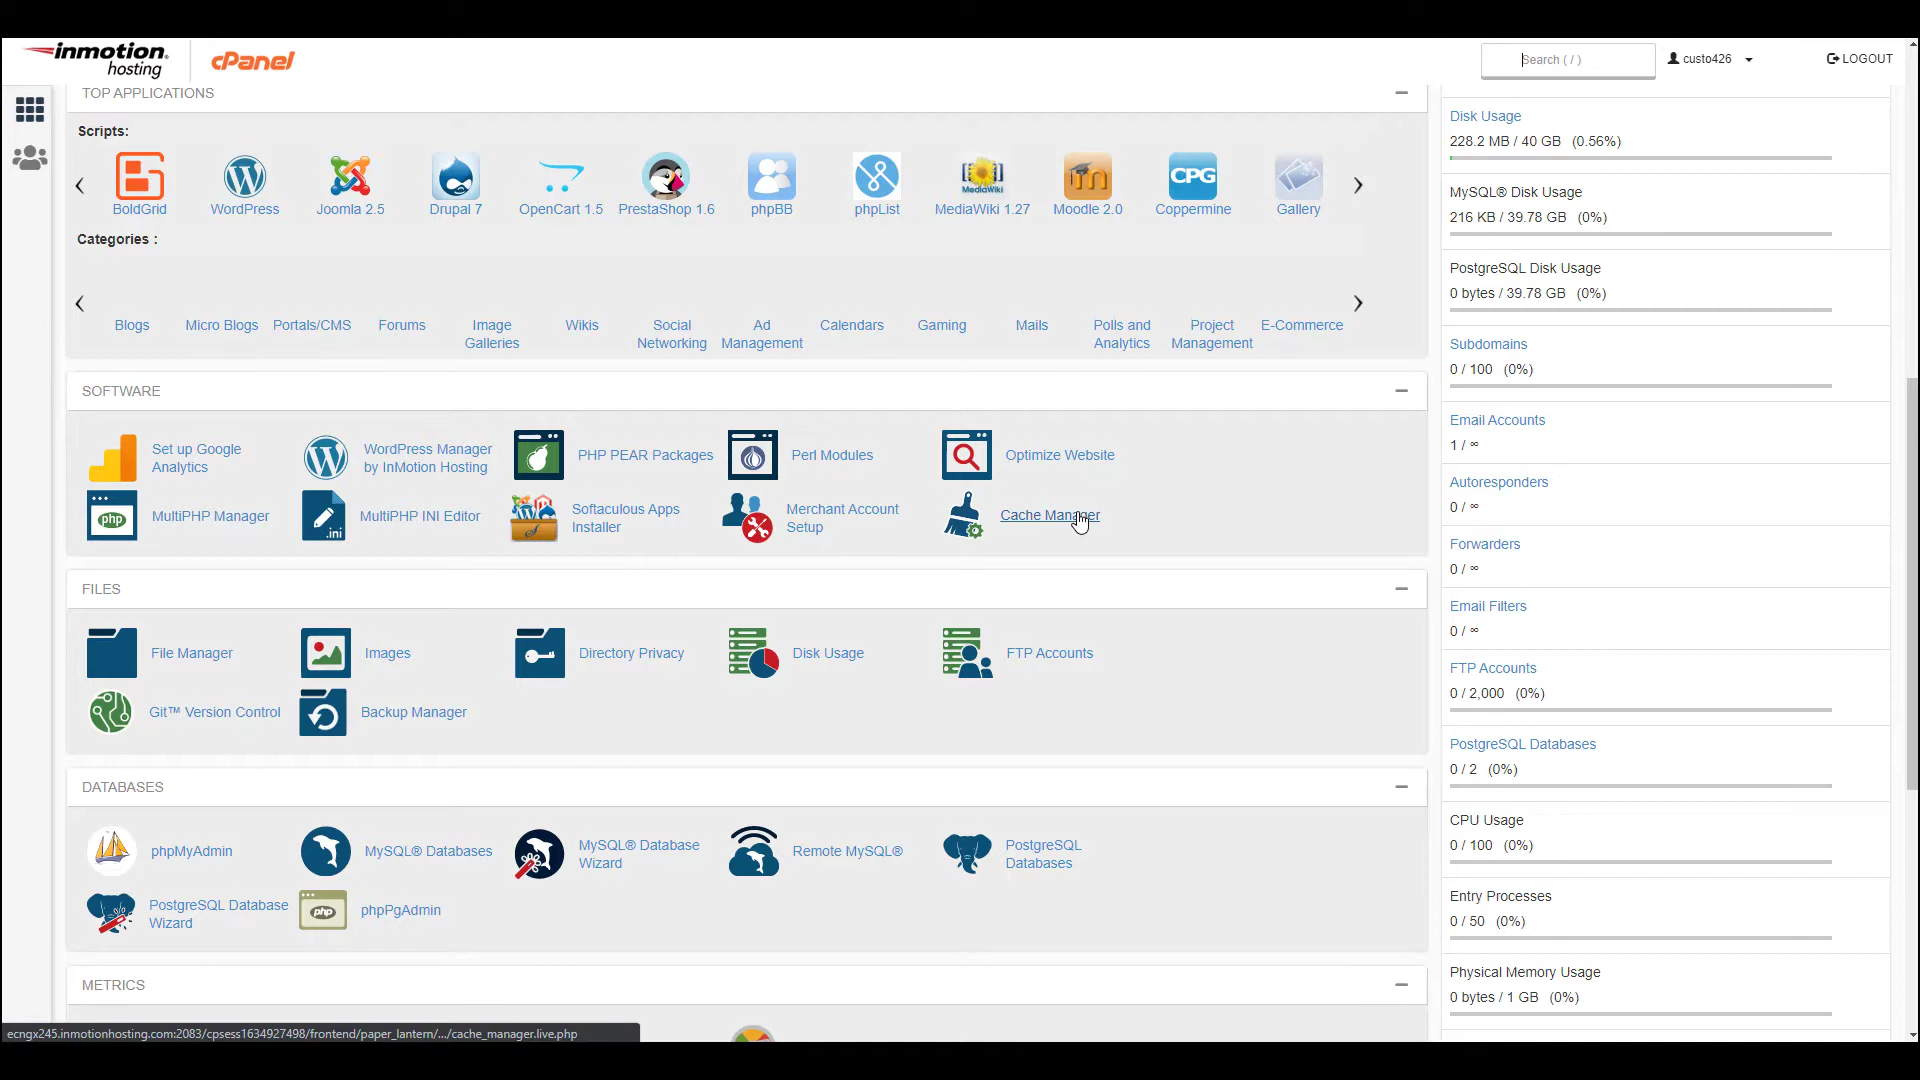 inmotion hosting
cPanel
Search ( / )
custo426
LOGOUT
TOP APPLICATIONS
Scripts:
BoldGrid
WordPress
Joomla 2.5
Drupal 7
OpenCart 1.5
PrestaShop 1.6
phpBB
phpList
MediaWiki
MediaWiki 1.27
m
Moodle 2.0
CPG
Coppermine
Gallery
Categories :
Blogs
Micro Blogs
Portals/CMS
Forums
Image
Galleries
Wikis
Social
Networking
Ad
Management
Calendars
Gaming
Mails
Polls and
Analytics
Project
Management
E-Commerce
SOFTWARE
Set up Google
Analytics
WordPress Manager
by InMotion Hosting
PHP PEAR Packages
Perl Modules
Optimize Website
php
MultiPHP Manager
.ini
MultiPHP INI Editor
Softaculous Apps
Installer
Merchant Account
Setup
Cache Manager
FILES
File Manager
Images
Directory Privacy
Disk Usage
FTP Accounts
Git™ Version Control
Backup Manager
DATABASES
phpMyAdmin
MySQL® Databases
MySQL® Database
Wizard
Remote MySQL®
PostgreSQL
Databases
PostgreSQL Database
Wizard
php
phpPgAdmin
METRICS
Disk Usage
228.2 MB / 40 GB (0.56%)
MySQL® Disk Usage
216 KB / 39.78 GB (0%)
PostgreSQL Disk Usage
0 bytes / 39.78 GB (0%)
Subdomains
0 / 100 (0%)
Email Accounts
1 / ∞
Autoresponders
0 / ∞
Forwarders
0 / ∞
Email Filters
0 / ∞
FTP Accounts
0 / 2,000 (0%)
PostgreSQL Databases
0 / 2 (0%)
CPU Usage
0 / 100 (0%)
Entry Processes
0 / 50 (0%)
Physical Memory Usage
0 bytes / 1 GB (0%)
ecngx245.inmotionhosting.com:2083/cpsess1634927498/frontend/paper_lantern/.../cache_manager.live.php